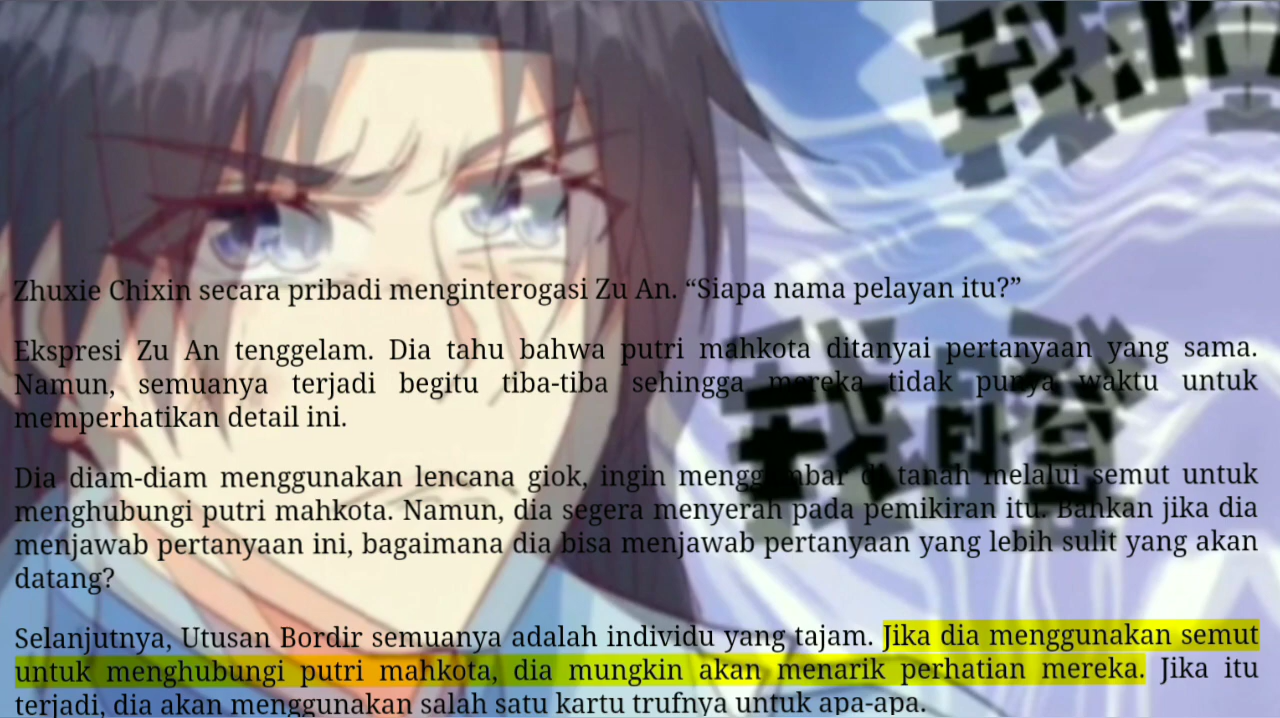 Zhuxie Chixin secara pribadi menginterogasi Zu An. “Siapa nama pelayan itu?”
Ekspresi Zu An tenggelam. Dia tahu bahwa putri mahkota ditanyai pertanyaan yang sama.
Namun, semuanya terjadi begitu tiba-tiba sehingga mereka tidak punya waktu untuk
memperhatikan detail ini.
Dia diam-diam menggunakan lencana giok, ingin menggambar di tanah melalui semut untuk
menghubungi putri mahkota. Namun, dia segera menyerah pada pemikiran itu. Bahkan jika dia
menjawab pertanyaan ini, bagaimana dia bisa menjawab pertanyaan yang lebih sulit yang akan
datang?
Selanjutnya, Utusan Bordir semuanya adalah individu yang tajam. Jika dia menggunakan semut
untuk menghubungi putri mahkota, dia mungkin akan menarik perhatian mereka. Jika itu
terjadi, dia akan menggunakan salah satu kartu trufnya untuk apa-apa.